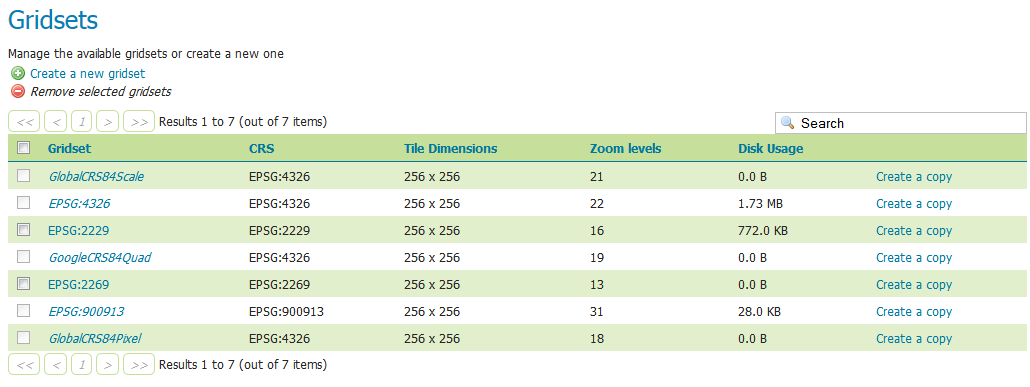 Gridsets
Manage the available gridsets or create a new one
Create a new gridset
Remove selected gridsets
<< < 1 > >> Results 1 to 7 (out of 7 items) Search
Gridset CRS Tile Dimensions Zoom levels Disk Usage
GlobalCRS84Scale EPSG:4326 256 x 256 21 0.0 B Create a copy
EPSG:4326 EPSG:4326 256 x 256 22 1.73 MB Create a copy
EPSG:2229 EPSG:2229 256 x 256 16 772.0 KB Create a copy
GoogleCRS84Quad EPSG:4326 256 x 256 19 0.0 B Create a copy
EPSG:2269 EPSG:2269 256 x 256 13 0.0 B Create a copy
EPSG:900913 EPSG:900913 256 x 256 31 28.0 KB Create a copy
GlobalCRS84Pixel EPSG:4326 256 x 256 18 0.0 B Create a copy
<< < 1 > >> Results 1 to 7 (out of 7 items)